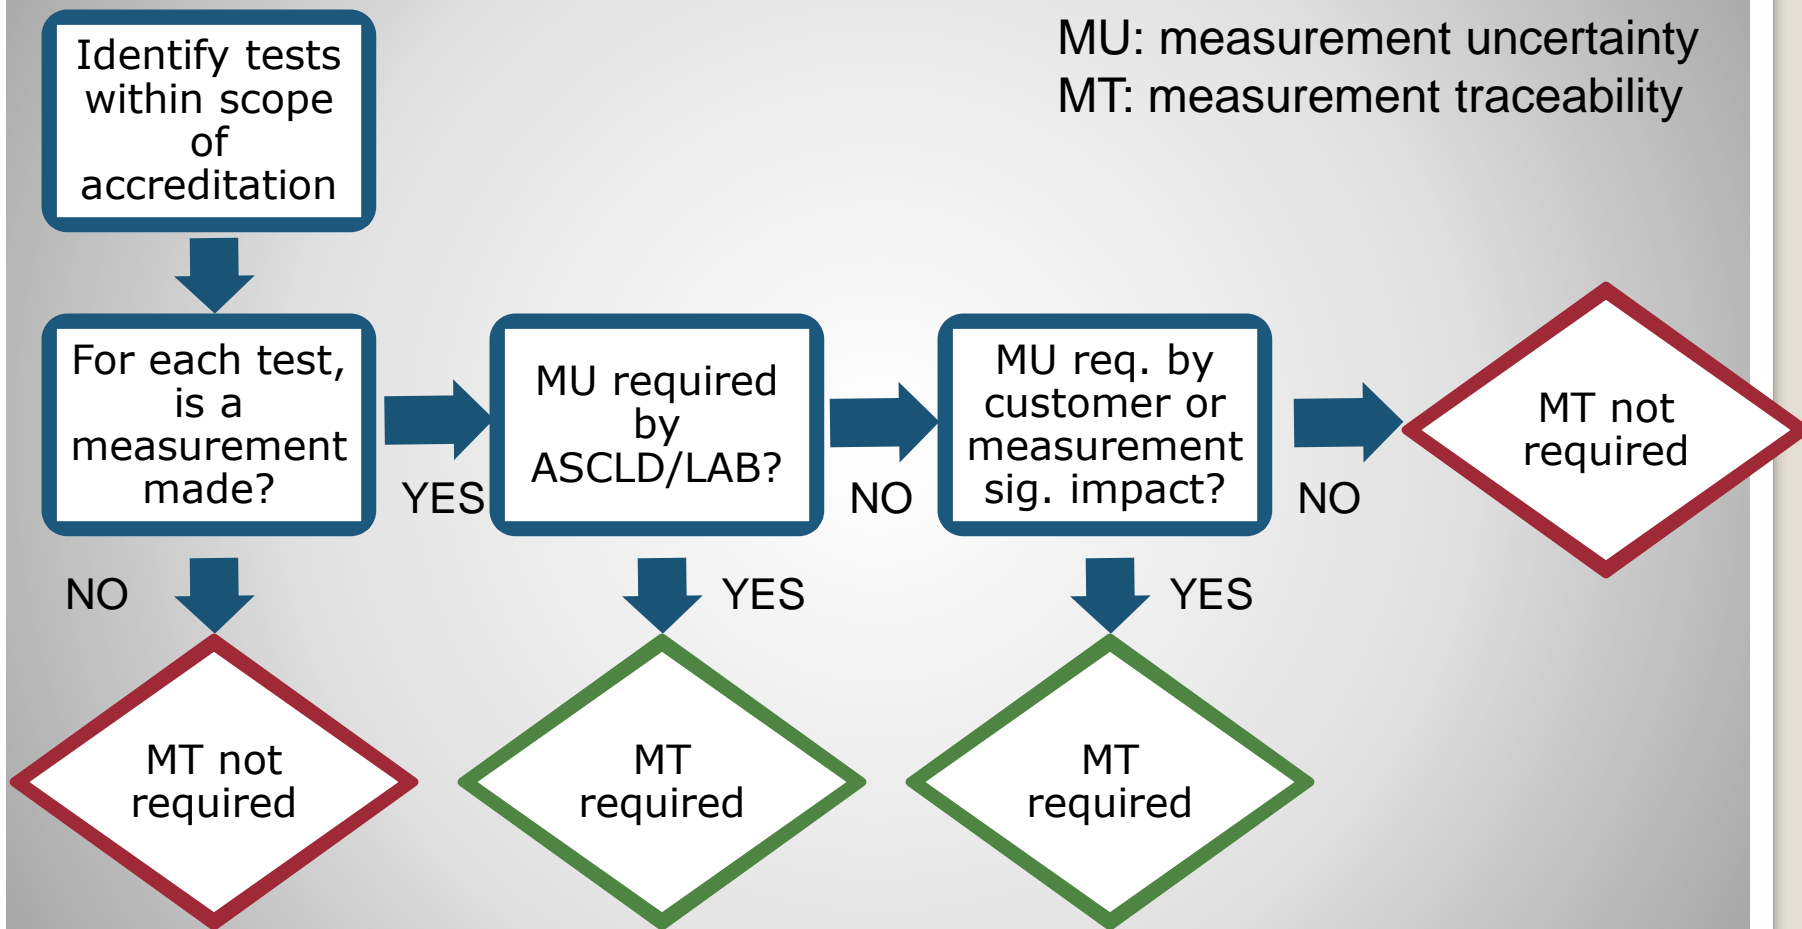 MU: measurement uncertainty
MT: measurement traceability
Identify tests
within scope
of
accreditation
For each test,
is a
measurement
made?
YES
MU required
by
ASCLD/LAB?
NO
MU req. by
customer or
measurement
sig. impact?
NO
MT not
required
NO
YES
YES
MT not
required
MT
required
MT
required